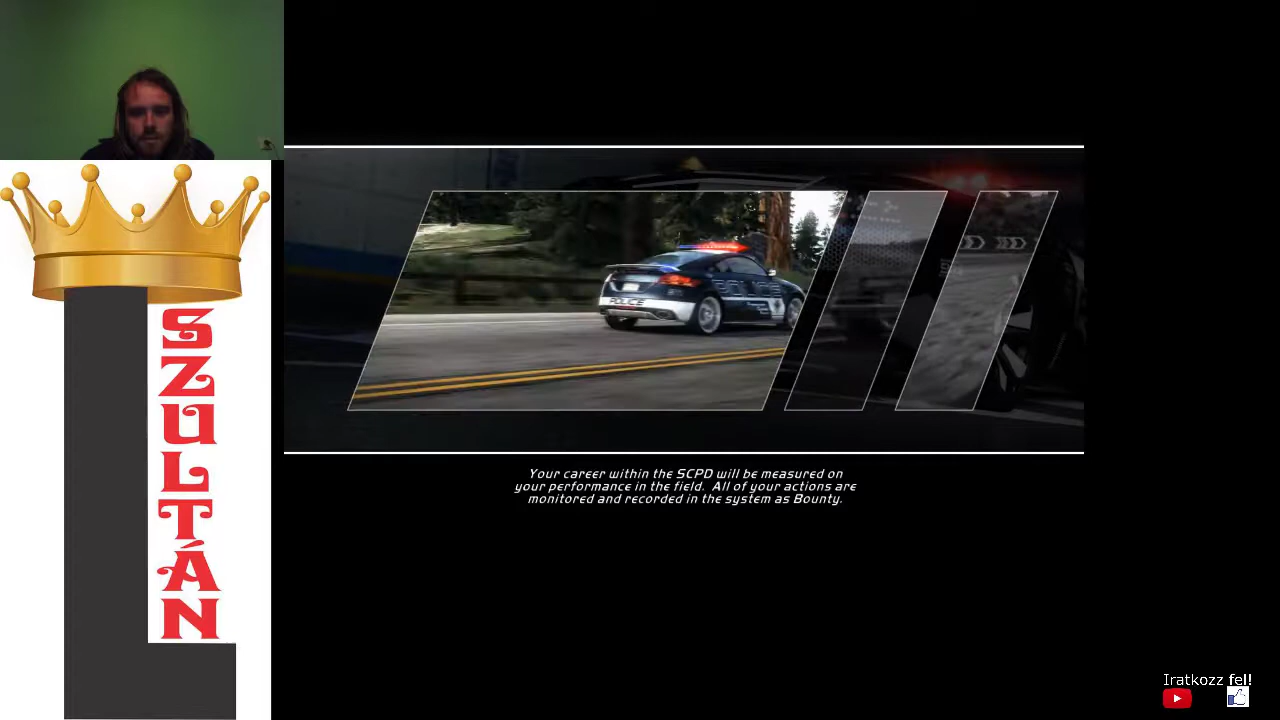 SZULTÁN
L
POLICE
POLICE
Your career within the SCPD will be measured on
your performance in the field. All of your actions are
monitored and recorded in the system as Bounty.
Iratkozz fel!